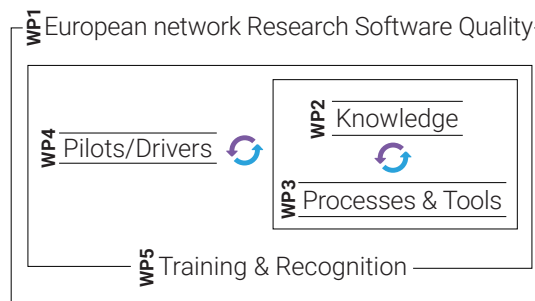 WP1 European network Research Software Quality
WP2 Knowledge
WP4 Pilots/Drivers
WP3 Processes & Tools
WP5 Training & Recognition